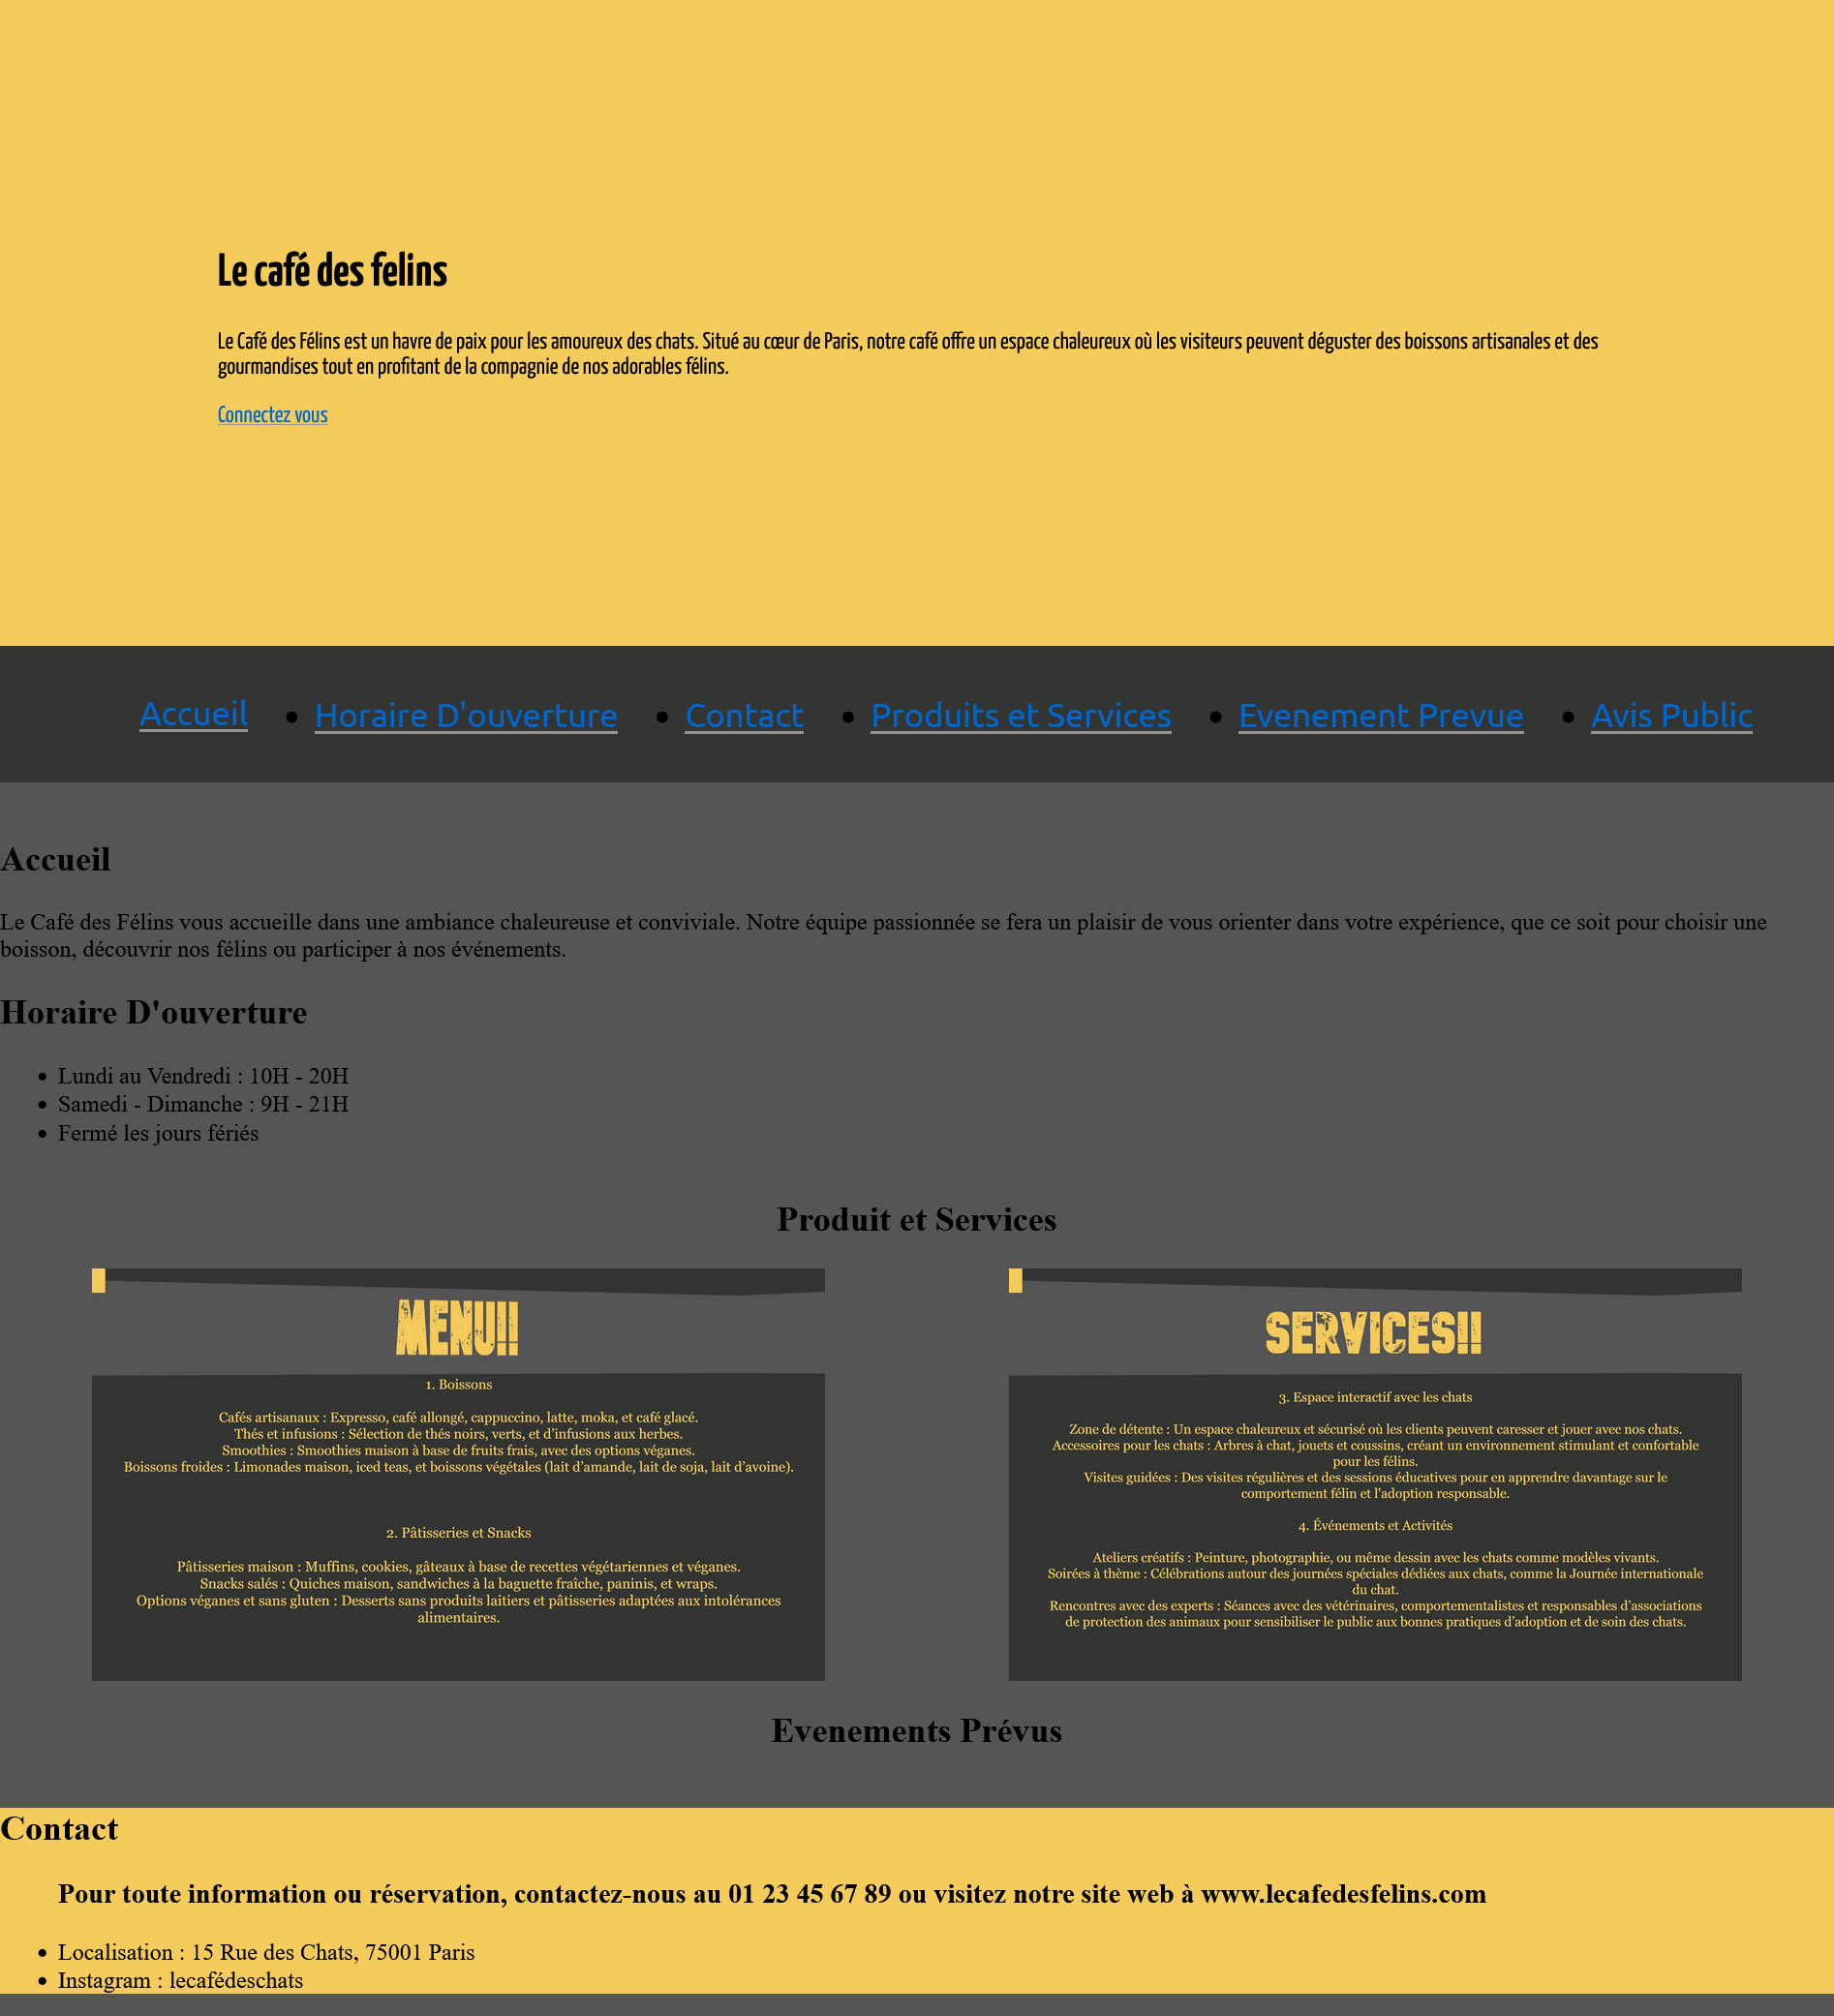 Le café des felins
Le Café des Félins est un havre de paix pour les amoureux des chats. Situé au cœur de Paris, notre café offre un espace chaleureux où les visiteurs peuvent déguster des boissons artisanales et des
gourmandises tout en profitant de la compagnie de nos adorables félins.
Connectez vous
Accueil
Horaire D'ouverture
Contact
Produits et Services
Evenement Prevue
Avis Public
Accueil
Le Café des Félins vous accueille dans une ambiance chaleureuse et conviviale. Notre équipe passionnée se fera un plaisir de vous orienter dans votre expérience, que ce soit pour choisir une
boisson, découvrir nos félins ou participer à nos événements.
Horaire D'ouverture
Lundi au Vendredi : 10H - 20H
Samedi - Dimanche : 9H - 21H
Fermé les jours fériés
Produit et Services
MENU!!
1. Boissons
Cafés artisanaux : Expresso, café allongé, cappuccino, latte, moka, et café glacé.
Thés et infusions : Sélection de thés noirs, verts, et d’infusions aux herbes.
Smoothies : Smoothies maison à base de fruits frais, avec des options véganes.
Boissons froides : Limonades maison, iced teas, et boissons végétales (lait d’amande, lait de soja, lait d’avoine).
2. Pâtisseries et Snacks
Pâtisseries maison : Muffins, cookies, gâteaux à base de recettes végétariennes et véganes.
Snacks salés : Quiches maison, sandwiches à la baguette fraîche, paninis, et wraps.
Options véganes et sans gluten : Desserts sans produits laitiers et pâtisseries adaptées aux intolérances
alimentaires.
SERVICES!!
3. Espace interactif avec les chats
Zone de détente : Un espace chaleureux et sécurisé où les clients peuvent caresser et jouer avec nos chats.
Accessoires pour les chats : Arbres à chat, jouets et coussins, créant un environnement stimulant et confortable
pour les félins.
Visites guidées : Des visites régulières et des sessions éducatives pour en apprendre davantage sur le
comportement félin et l'adoption responsable.
4. Événements et Activités
Ateliers créatifs : Peinture, photographie, ou même dessin avec les chats comme modèles vivants.
Soirées à thème : Célébrations autour des journées spéciales dédiées aux chats, comme la Journée internationale
du chat.
Rencontres avec des experts : Séances avec des vétérinaires, comportementalistes et responsables d’associations
de protection des animaux pour sensibiliser le public aux bonnes pratiques d’adoption et de soin des chats.
Evenements Prévus
Contact
Pour toute information ou réservation, contactez-nous au 01 23 45 67 89 ou visitez notre site web à www.lecafedesfelins.com
Localisation : 15 Rue des Chats, 75001 Paris
Instagram : lecafédeschats